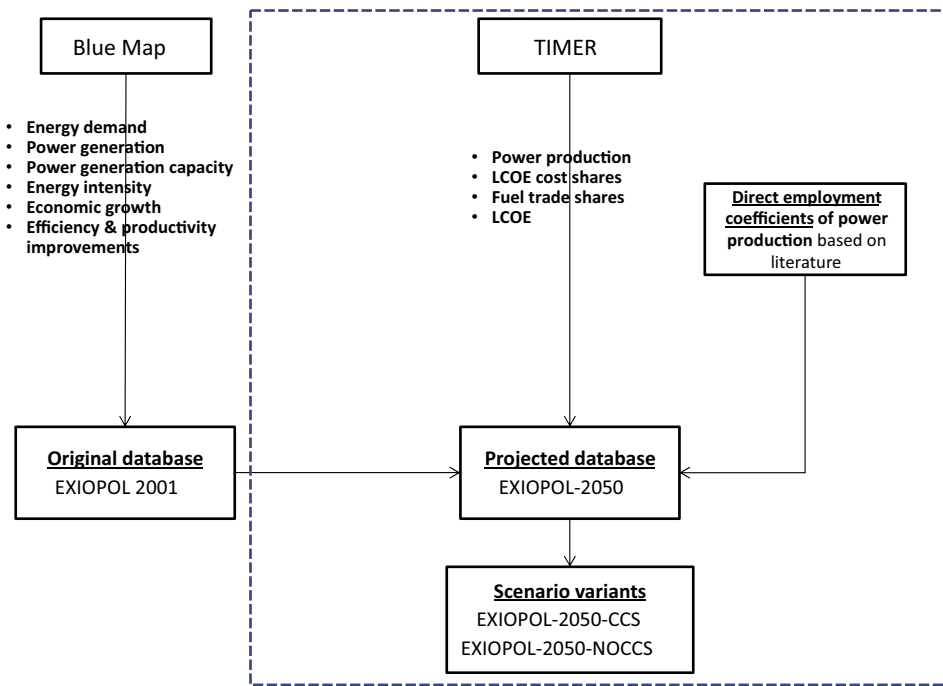 Blue Map
• Energy demand
• Power generation
• Power generation capacity
• Energy intensity
• Economic growth
• Efficiency & productivity
improvements
TIMER
• Power production
• LCOE cost shares
• Fuel trade shares
• LCOE
Direct employment
coefficients of power
production based on
literature
Original database
EXIOPOL 2001
Projected database
EXIOPOL-2050
Scenario variants
EXIOPOL-2050-CCS
EXIOPOL-2050-NOCCS